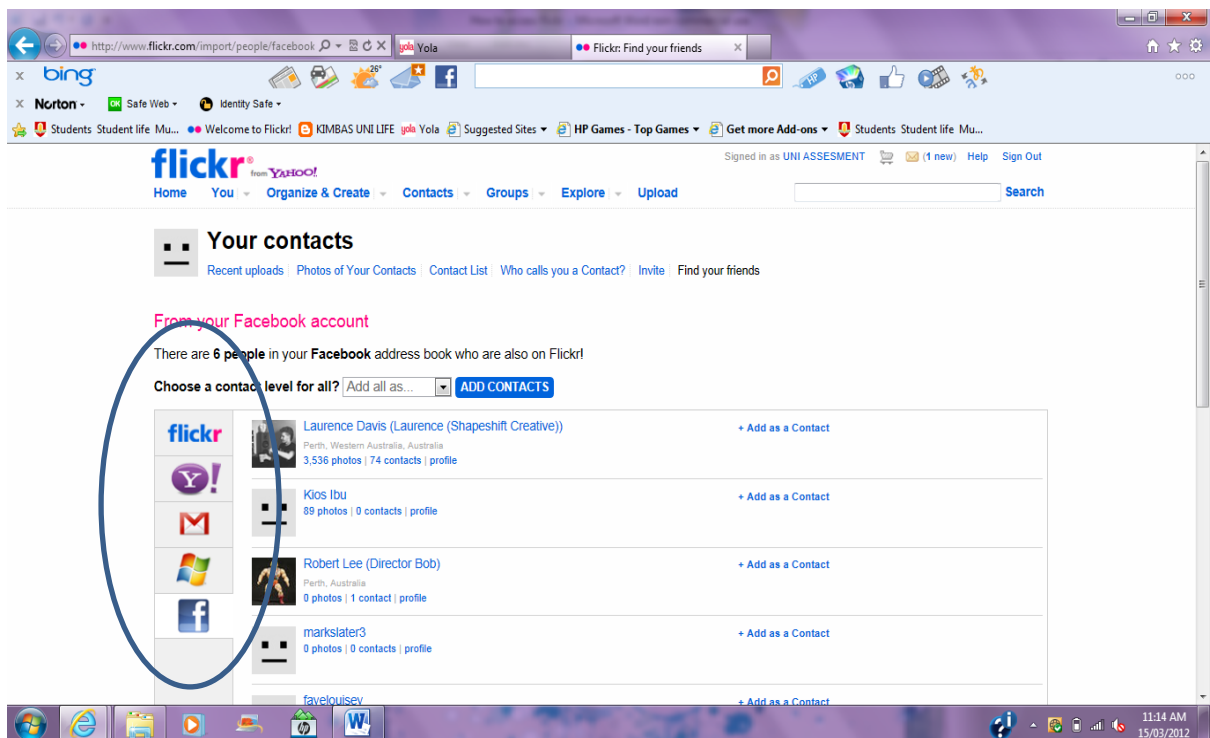 http://www.flickr.com/import/people/facebook
yola Yola
Flickr: Find your friends
x bing
26°
f
x Norton
OK Safe Web
Identity Safe
Students Student life Mu...
Welcome to Flickr!
KIMBAS UNI LIFE
yola Yola
Suggested Sites
HP Games - Top Games
Get more Add-ons
Students Student life Mu...
flickr® from YAHOO!
Signed in as UNI ASSESMENT (1 new) Help Sign Out
Home You Organize & Create Contacts Groups Explore Upload
Search
Your contacts
Recent uploads | Photos of Your Contacts | Contact List | Who calls you a Contact? | Invite | Find your friends
From your Facebook account
There are 6 people in your Facebook address book who are also on Flickr!
Choose a contact level for all? Add all as... ADD CONTACTS
flickr
Y!
M
f
Laurence Davis (Laurence (Shapeshift Creative))
+ Add as a Contact
Perth, Western Australia, Australia
3,536 photos | 74 contacts | profile
Kios Ibu
+ Add as a Contact
89 photos | 0 contacts | profile
Robert Lee (Director Bob)
+ Add as a Contact
Perth, Australia
0 photos | 1 contact | profile
markslater3
+ Add as a Contact
0 photos | 0 contacts | profile
favelouisey
+ Add as a Contact
hp
W
11:14 AM
15/03/2012